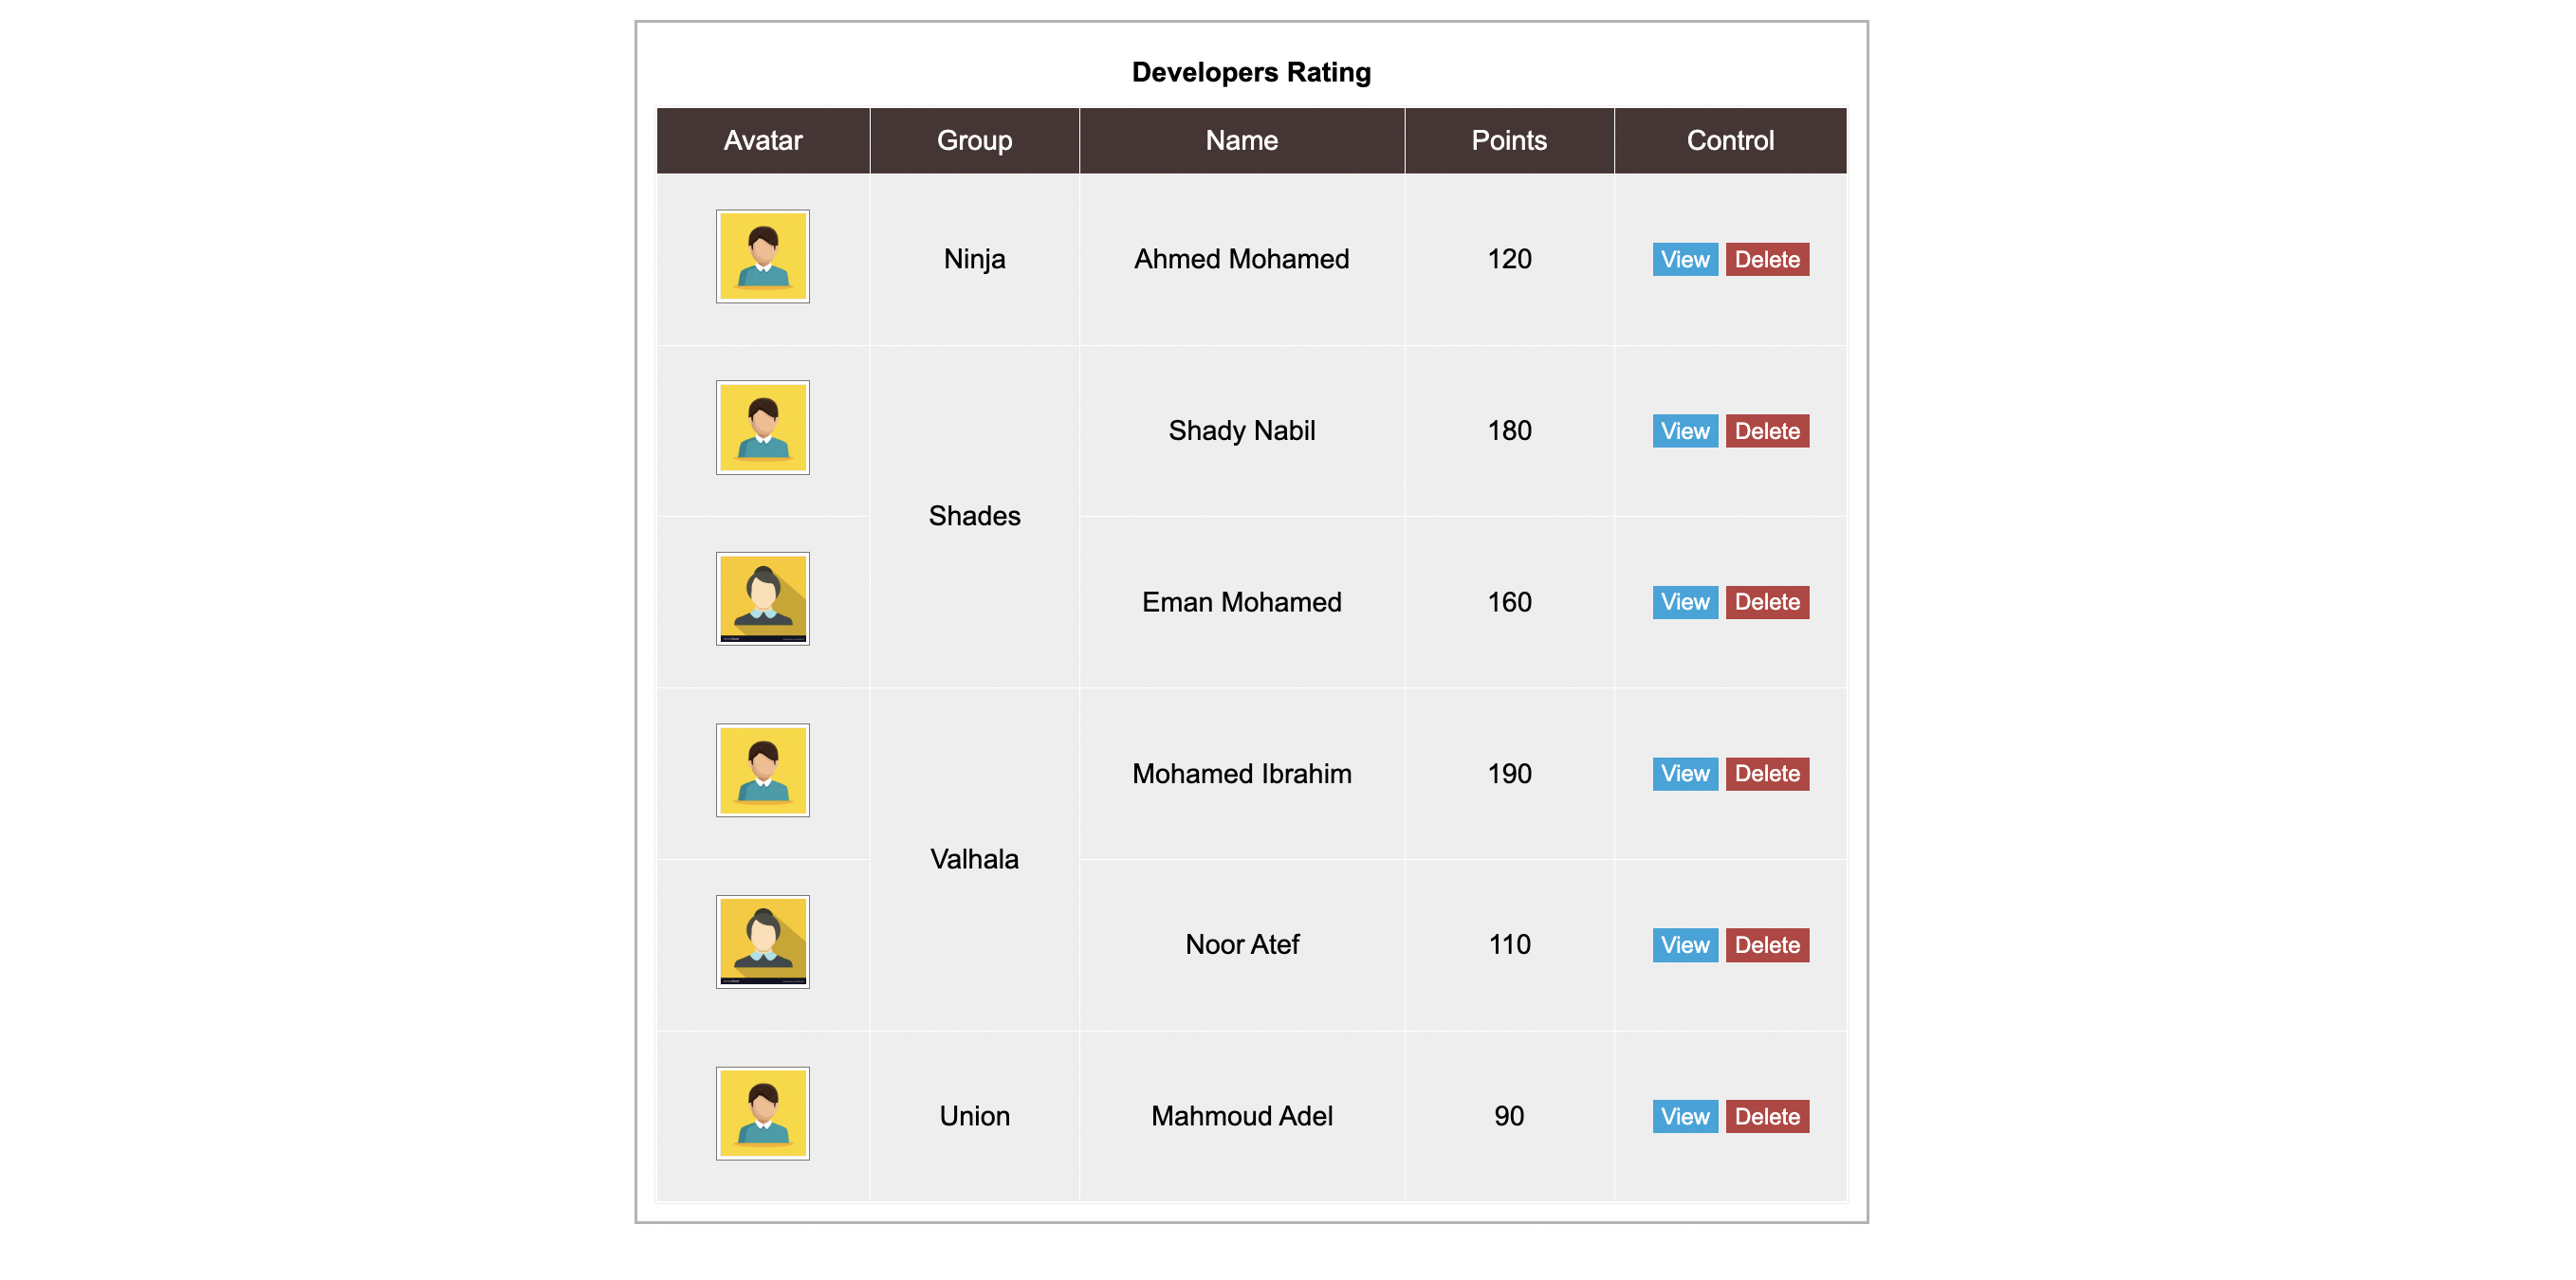 Developers Rating
Avatar Group Name Points Control
Ninja Ahmed Mohamed 120 View Delete
Shady Nabil 180 View Delete
Shades
Eman Mohamed 160 View Delete
Mohamed Ibrahim 190 View Delete
Valhala
Noor Atef 110 View Delete
Union Mahmoud Adel 90 View Delete